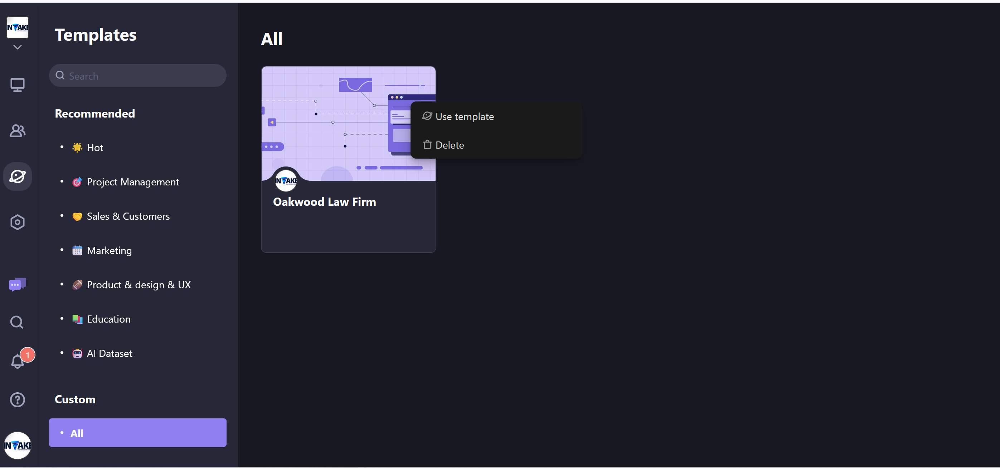 INTAKE
Templates
Search
Recommended
Hot
Project Management
Sales & Customers
Marketing
Product & design & UX
Education
AI Dataset
1
Custom
All
INTAKE
All
Use template
Delete
INTAKE
Oakwood Law Firm